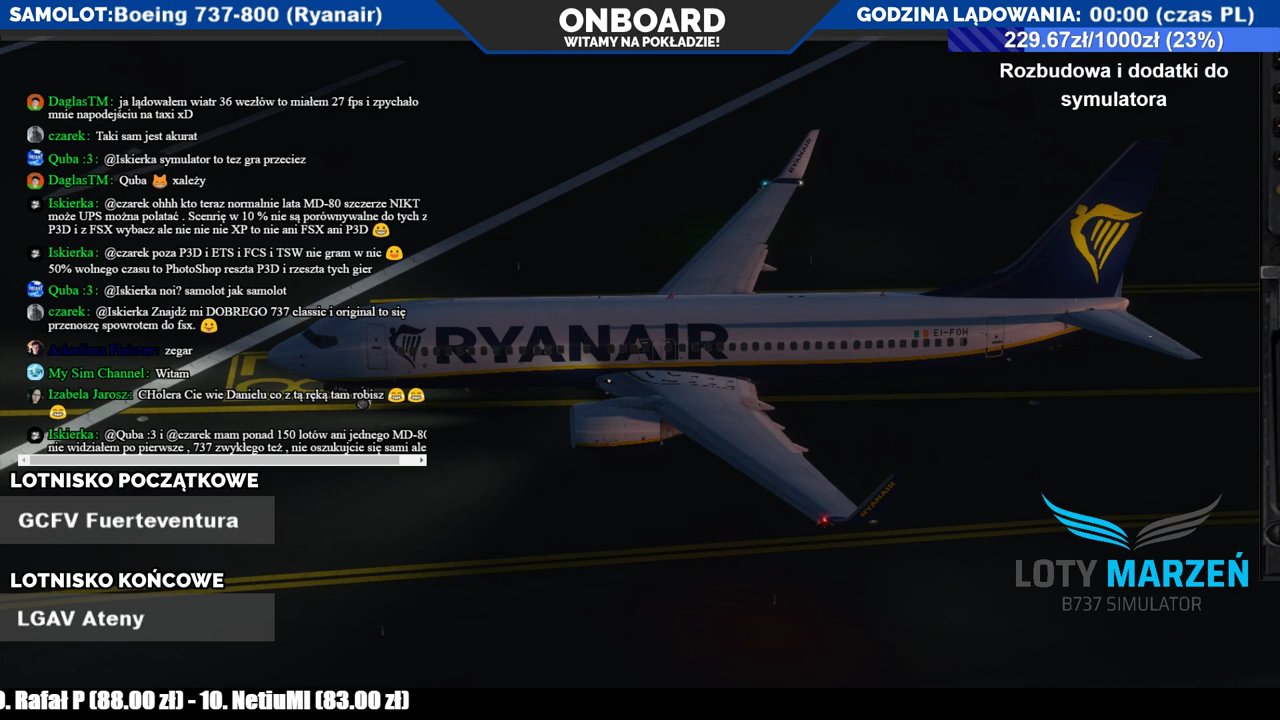 SAMOLOT:Boeing 737-800 (Ryanair)
ONBOARD
WITAMY NA POKŁADZIE!
GODZINA LĄDOWANIA: 00:00 (czas PL)
229.67zł/1000zł (23%)
Rozbudowa i dodatki do
symulatora
DaglasTM: ja lądowałem wiatr 36 wezłów to miałem 27 fps i zpychało
mnie napodejściu na taxi xD
czarek: Taki sam jest akurat
Quba :3: @Iskierka symulator to tez gra przeciez
DaglasTM: Quba 😸 xależy
Iskierka: @czarek ohhh kto teraz normalnie lata MD-80 szczerze NIKT
może UPS można polatać . Scenrię w 10 % nie są porównywalne do tych z
P3D i z FSX wybacz ale nie nie nie XP to nie ani FSX ani P3D 😄
Iskierka: @czarek poza P3D i ETS i FCS i TSW nie gram w nic 😛
50% wolnego czasu to PhotoShop reszta P3D i rzeszta tych gier
Quba :3: @Iskierka noi? samolot jak samolot
czarek: @Iskierka Znajdź mi DOBREGO 737 classic i original to się
przenoszę spowrotem do fsx. 🙂
zegar
My Sim Channel: Witam
Izabela Jarosz: CHolera Cie wie Danielu co z tą ręką tam robisz 😂😂
😂
Iskierka: @Quba :3 i @czarek mam ponad 150 lotów ani jednego MD-80
nie widziałem po pierwsze , 737 zwykłego też , nie oszukujcie się sami ale
RYANAIR
RYANAIR
EI-FOH
RYANAIR
LOTNISKO POCZĄTKOWE
GCFV Fuerteventura
LOTNISKO KOŃCOWE
LGAV Ateny
LOTY MARZEŃ
B737 SIMULATOR
. Rafał P (88.00 zł) - 10. NetiuMl (83.00 zł)